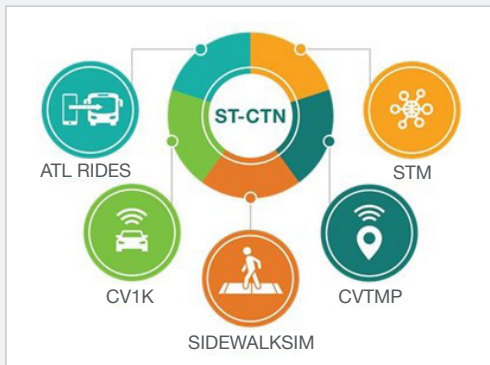 ST-CTN
ATL RIDES
STM
CV1K
CVTMP
SIDEWALKSIM